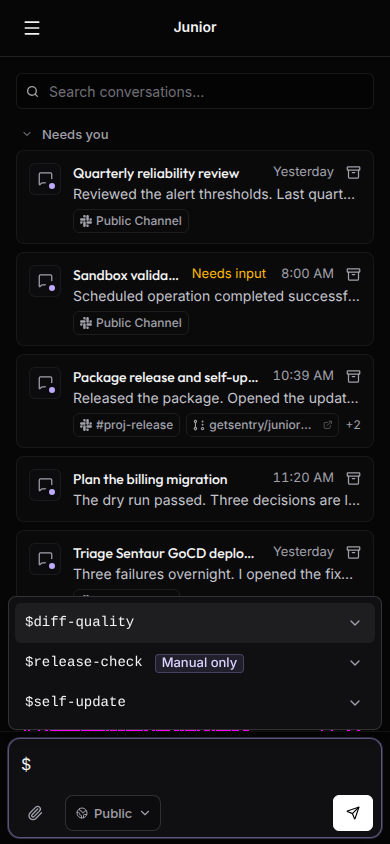 Junior
Search conversations...
Needs you
Quarterly reliability review Yesterday
Reviewed the alert thresholds. Last quart...
Public Channel
Sandbox valida... Needs input 8:00 AM
Scheduled operation completed successf...
Public Channel
Package release and self-up... 10:39 AM
Released the package. Opened the updat...
#proj-release getsentry/junior... +2
Plan the billing migration 11:20 AM
The dry run passed. Three decisions are l...
Triage Sentaur GoCD deplo... Yesterday
Three failures overnight. I opened the fix...
$diff-quality
$release-check Manual only
$self-update
$
Public